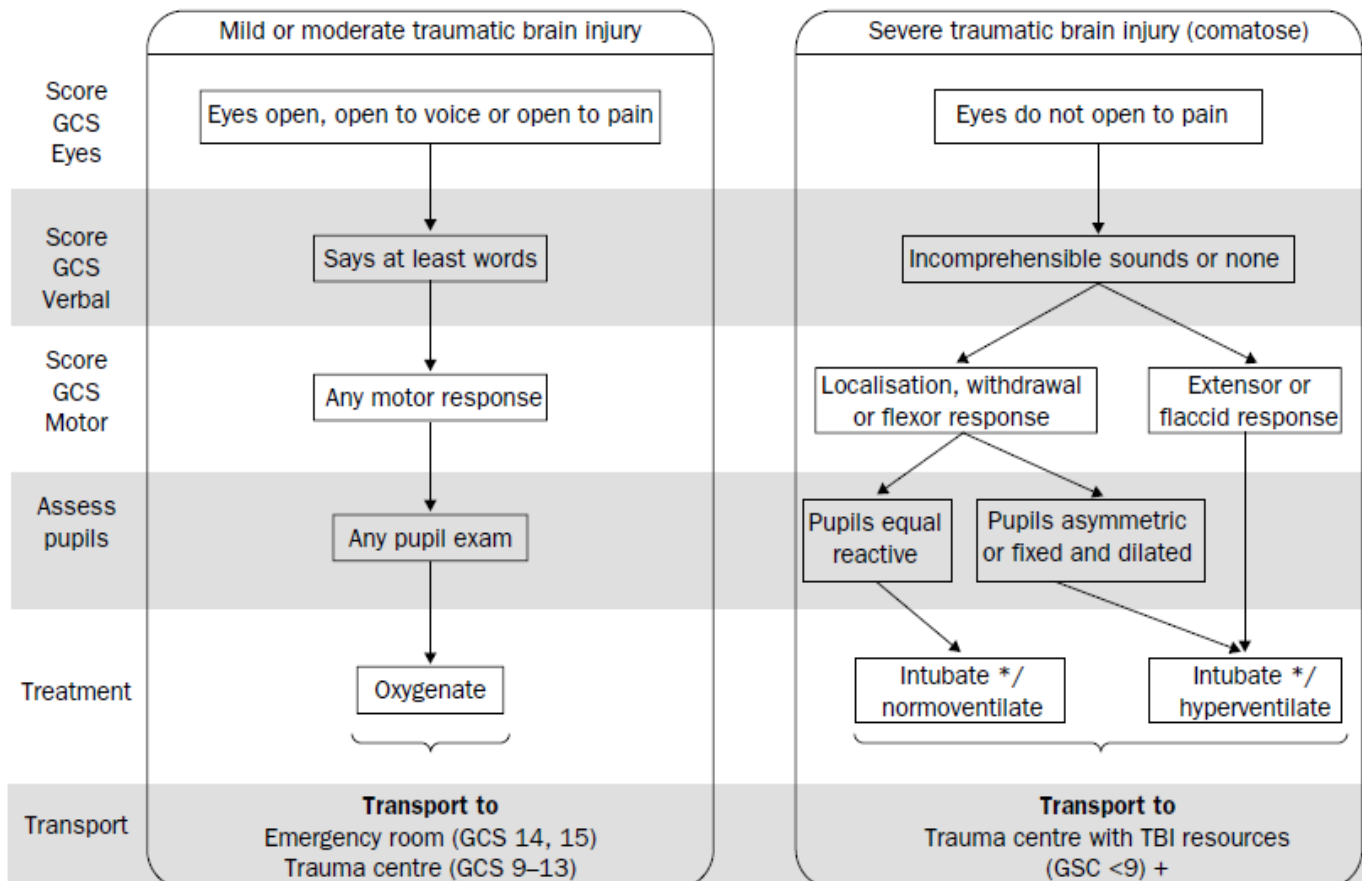 Mild or moderate traumatic brain injury
Severe traumatic brain injury (comatose)
Score
GCS
Eyes
Eyes open, open to voice or open to pain
Eyes do not open to pain
Score
GCS
Verbal
Says at least words
Incomprehensible sounds or none
Score
GCS
Motor
Any motor response
Localisation, withdrawal
or flexor response
Extensor or
flaccid response
Assess
pupils
Any pupil exam
Pupils equal
reactive
Pupils asymmetric
or fixed and dilated
Treatment
Oxygenate
Intubate */
normoventilate
Intubate */
hyperventilate
Transport
Transport to
Emergency room (GCS 14, 15)
Trauma centre (GCS 9–13)
Transport to
Trauma centre with TBI resources
(GSC <9) +